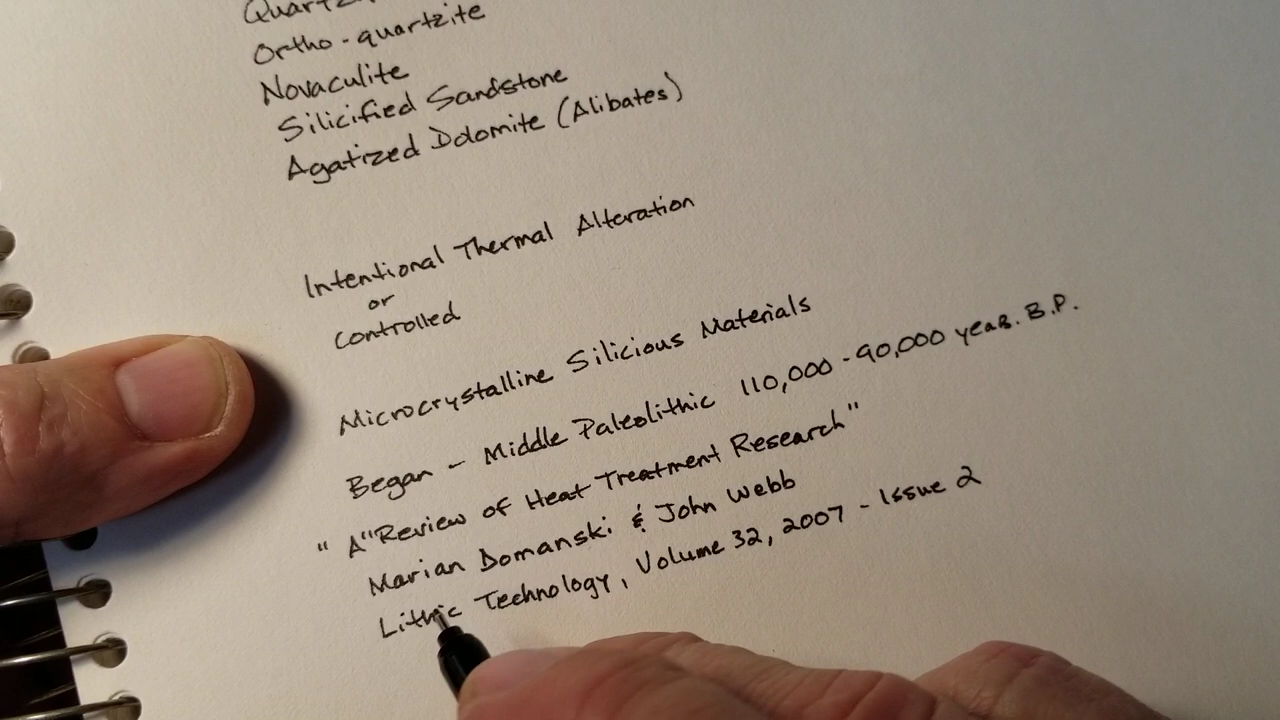 Quartz
Ortho-quartzite
Novaculite
Silicified Sandstone
Agatized Dolomite (Alibates)
Intentional Thermal Alteration
or
Controlled
Microcrystalline Silicious Materials
Began - Middle Paleolithic 110,000-90,000 years. B.P.
" A "Review of Heat Treatment Research"
Marian Domanski & John Webb
Lithic Technology, Volume 32, 2007 - Issue 2